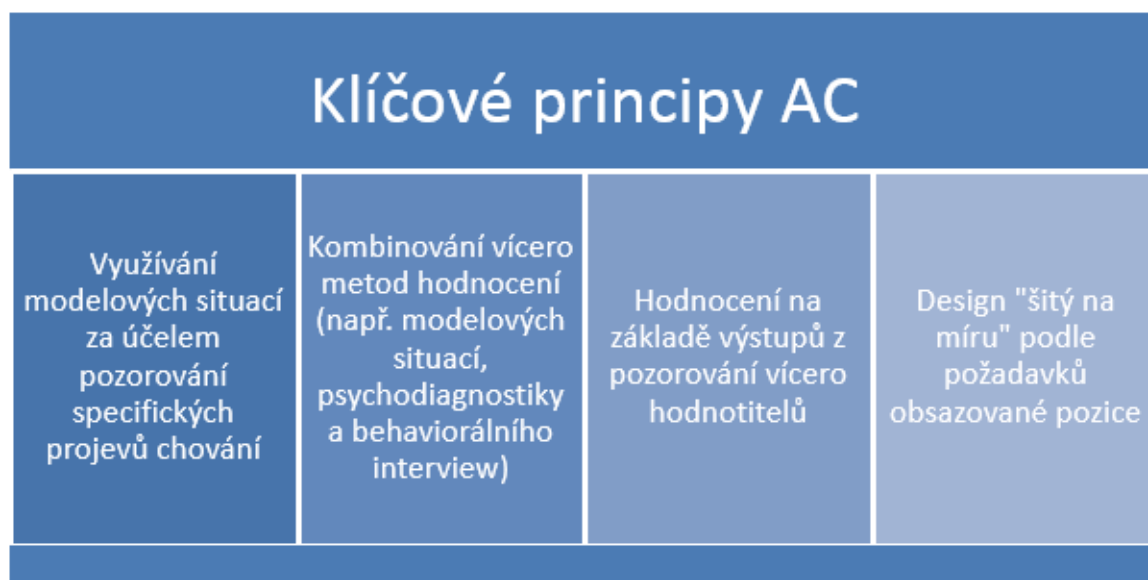 Klíčové principy AC
Využívání
modelových situací
za účelem
pozorování
specifických
projevů chování
Kombinování vícero
metod hodnocení
(např. modelových
situací,
psychodiagnostiky
a behaviorálního
interview)
Hodnocení na
základě výstupů z
pozorování vícero
hodnotitelů
Design "šitý na
míru" podle
požadavků
obsazované pozice